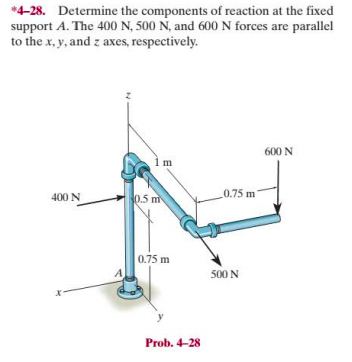 *4–28. Determine the components of reaction at the fixed
support A. The 400 N, 500 N, and 600 N forces are parallel
to the x, y, and z axes, respectively.
z
1 m
600 N
400 N
0.5 m
0.75 m
0.75 m
A
500 N
x
y
Prob. 4–28